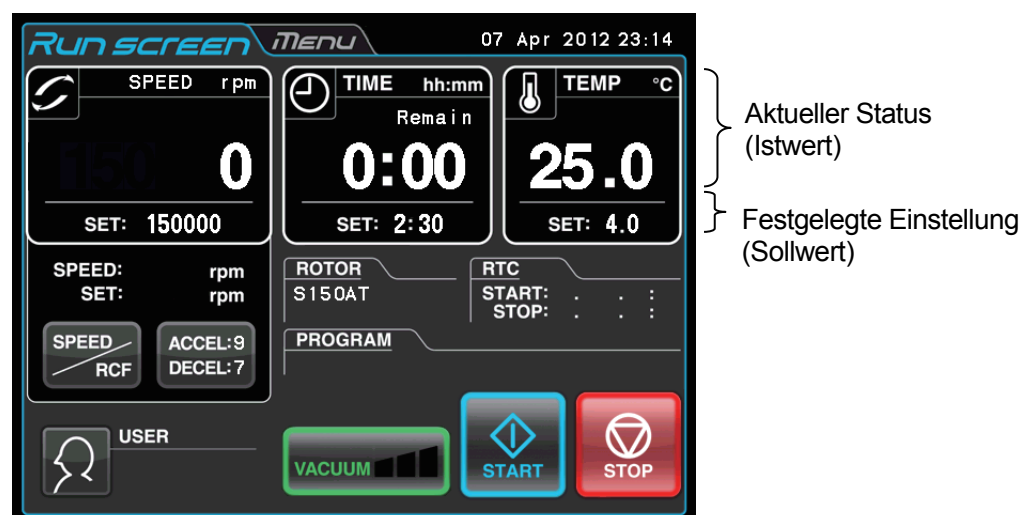 Run screen Menu 07 Apr 2012 23:14
SPEED rpm
0
SET: 150000
TIME hh:mm
Remain
0:00
SET: 2:30
TEMP °C
25.0
SET: 4.0
Aktueller Status
(Istwert)
Festgelegte Einstellung
(Sollwert)
SPEED: rpm
SET: rpm
SPEED
RCF
ACCEL:9
DECEL:7
ROTOR
S150AT
RTC
START: . . :
STOP: . . :
PROGRAM
USER
VACUUM
START
STOP